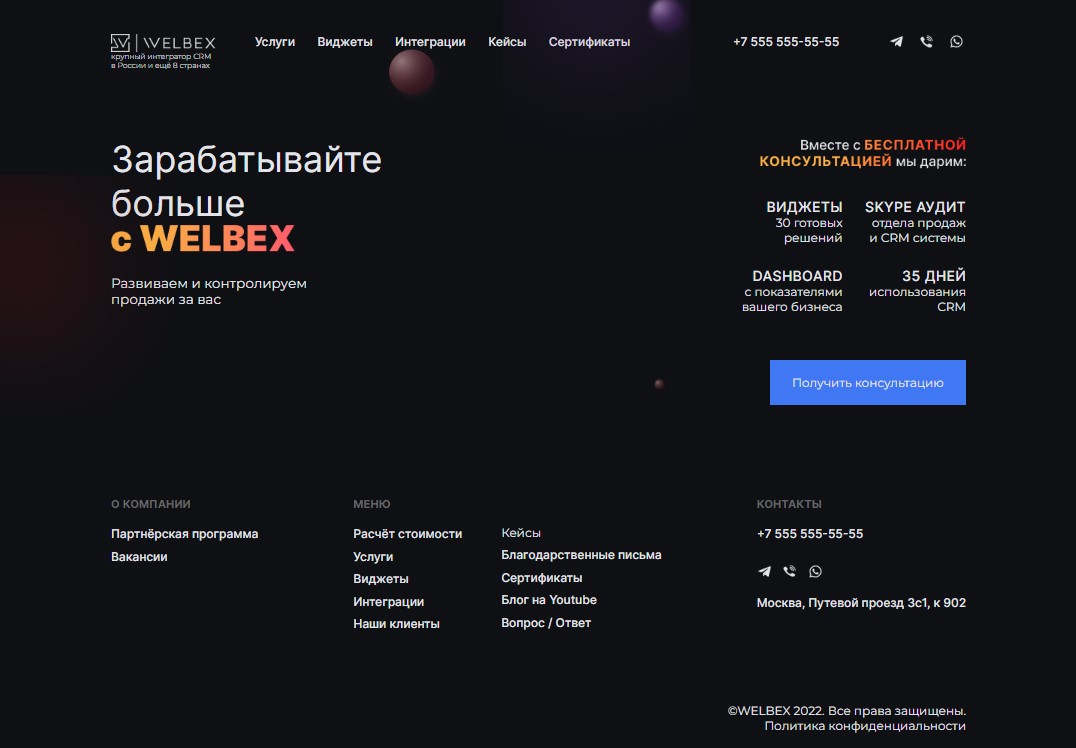 WELBEX
крупный интегратор CRM
в России и ещё 8 странах
Услуги Виджеты Интеграции Кейсы Сертификаты
+7 555 555-55-55
Зарабатывайте
больше
с WELBEX
Развиваем и контролируем
продажи за вас
Вместе с БЕСПЛАТНОЙ
КОНСУЛЬТАЦИЕЙ мы дарим:
ВИДЖЕТЫ
30 готовых
решений
SKYPE АУДИТ
отдела продаж
и CRM системы
DASHBOARD
с показателями
вашего бизнеса
35 ДНЕЙ
использования
CRM
Получить консультацию
О КОМПАНИИ
Партнёрская программа
Вакансии
МЕНЮ
Расчёт стоимости
Услуги
Виджеты
Интеграции
Наши клиенты
Кейсы
Благодарственные письма
Сертификаты
Блог на Youtube
Вопрос / Ответ
КОНТАКТЫ
+7 555 555-55-55
Москва, Путевой проезд 3с1, к 902
©WELBEX 2022. Все права защищены.
Политика конфиденциальности